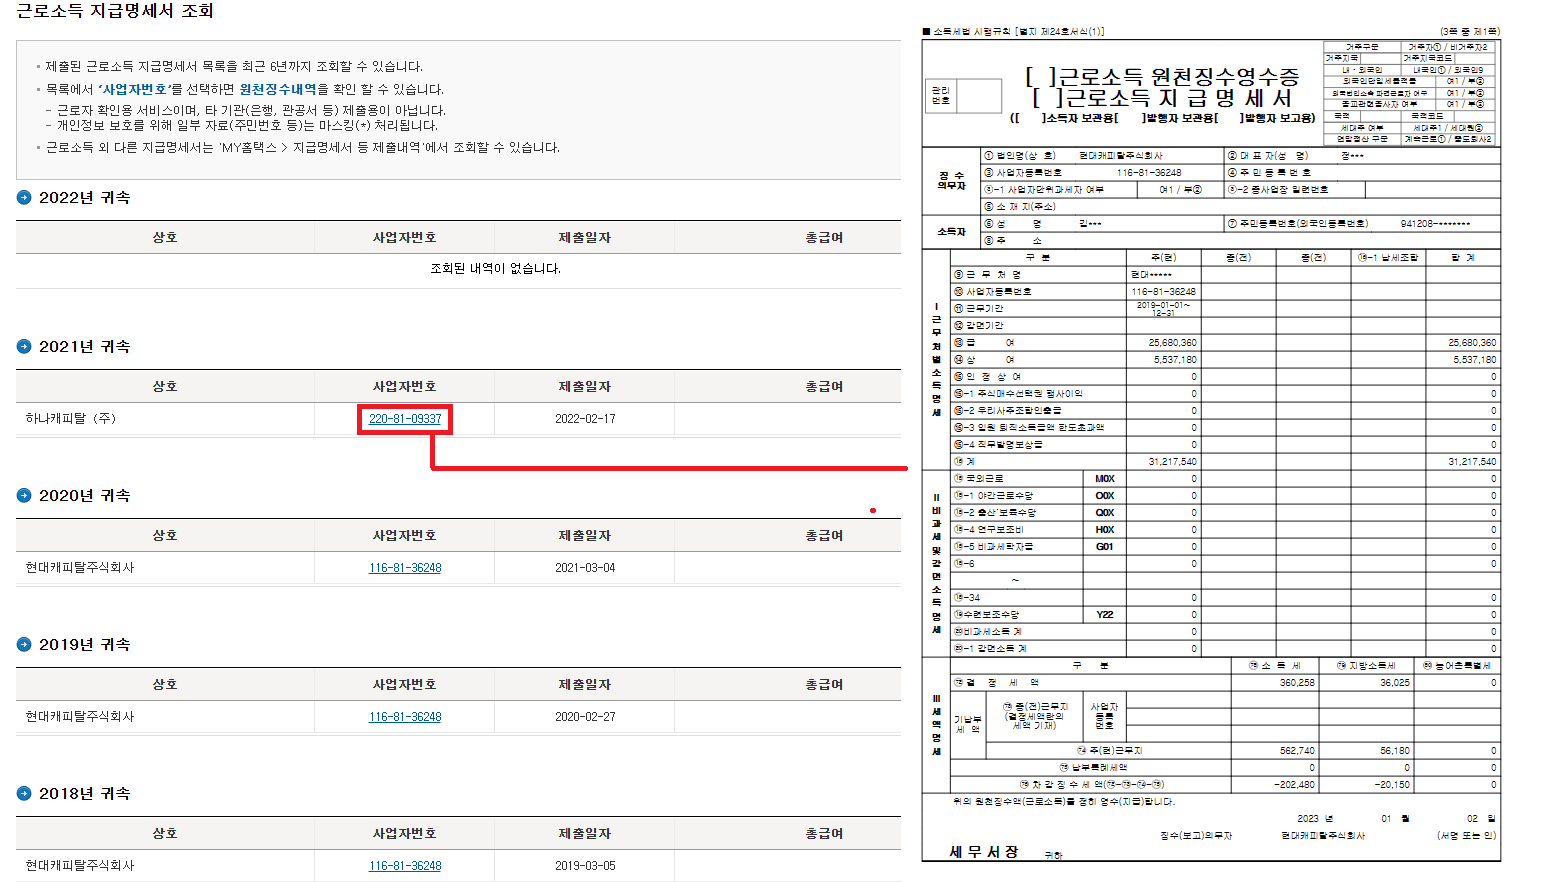 근로소득 지급명세서 조회
제출된 근로소득 지급명세서 목록을 최근 6년까지 조회할 수 있습니다.
목록에서 '사업자번호'를 선택하면 원천징수내역을 확인 할 수 있습니다.
- 근로자 확인용 서비스이며, 타 기관(은행, 관공서 등) 제출용이 아닙니다.
- 개인정보 보호를 위해 일부 자료(주민번호 등)는 마스킹(*) 처리됩니다.
근로소득 외 다른 지급명세서는 'MY홈택스 > 지급명세서 등 제출내역'에서 조회할 수 있습니다.
2022년 귀속
상호 사업자번호 제출일자 총급여
조회된 내역이 없습니다.
2021년 귀속
상호 사업자번호 제출일자 총급여
하나캐피탈 (주) 220-81-09337 2022-02-17
2020년 귀속
상호 사업자번호 제출일자 총급여
현대캐피탈주식회사 116-81-36248 2021-03-04
2019년 귀속
상호 사업자번호 제출일자 총급여
현대캐피탈주식회사 116-81-36248 2020-02-27
2018년 귀속
상호 사업자번호 제출일자 총급여
현대캐피탈주식회사 116-81-36248 2019-03-05
■ 소득세법 시행규칙 [별지 제24호서식(1)] (3쪽 중 제1쪽)
관리
번호
[ ]근로소득 원천징수영수증
[ ]근로소득 지 급 명 세 서
([ ]소득자 보관용[ ]발행자 보관용[ ]발행자 보고용)
거주구분 거주자① / 비거주자2
거주지국 거주지국코드
내ㆍ외국인 내국인① / 외국인9
외국인단일세율적용 여1 / 부②
외국법인소속 파견근로자 여부 여1 / 부②
종교관련종사자 여부 여1 / 부②
국적 국적코드
세대주 여부 세대주1 / 세대원②
연말정산 구분 계속근로① / 중도퇴사2
징 수
의무자
① 법인명(상 호) 현대캐피탈주식회사 ② 대 표 자(성 명) 정***
③ 사업자등록번호 116-81-36248 ④ 주 민 등 록 번 호
③-1 사업자단위과세자 여부 여1 / 부② ③-2 종사업장 일련번호
⑤ 소 재 지(주소)
소득자
⑥ 성 명 김*** ⑦ 주민등록번호(외국인등록번호) 941208-*******
⑧ 주 소
Ⅰ 근무처별소득명세
구 분 주(현) 종(전) 종(전) ⑯-1 납세조합 합 계
⑨ 근 무 처 명 현대*****
⑩ 사업자등록번호 116-81-36248
⑪ 근무기간 2019-01-01~
12-31
⑫ 감면기간
⑬ 급 여 25,680,360 25,680,360
⑭ 상 여 5,537,180 5,537,180
⑮ 인 정 상 여 0 0
⑮-1 주식매수선택권 행사이익 0 0
⑮-2 우리사주조합인출금 0 0
⑮-3 임원 퇴직소득금액 한도초과액 0 0
⑮-4 직무발명보상금 0 0
⑯ 계 31,217,540 31,217,540
Ⅱ 비과세및감면소득명세
⑱ 국외근로 M0X 0 0
⑱-1 야간근로수당 O0X 0 0
⑱-2 출산ㆍ보육수당 Q0X 0 0
⑱-4 연구보조비 H0X 0 0
⑱-5 비과세학자금 G01 0 0
⑱-6 0 0
~
⑱-34 0 0
⑲수련보조수당 Y22 0 0
⑳비과세소득 계 0 0
⑳-1 감면소득 계 0 0
Ⅲ 세액명세
구 분 ㊆ 소 득 세 ㊆ 지방소득세 농어촌특별세
결 정 세 액 360,258 36,025 0
기납부
세 액
종(전)근무지
(결정세액란의
세액 기재)
사업자
등록
번호
주(현)근무지 562,740 56,180 0
납부특례세액 0 0 0
차 감 징 수 세 액 -202,480 -20,150 0
위의 원천징수액(근로소득)를 정히 영수(지급)합니다.
2023 년 01 월 02 일
징수(보고)의무자 현대캐피탈주식회사 (서명 또는 인)
세 무 서 장 귀하